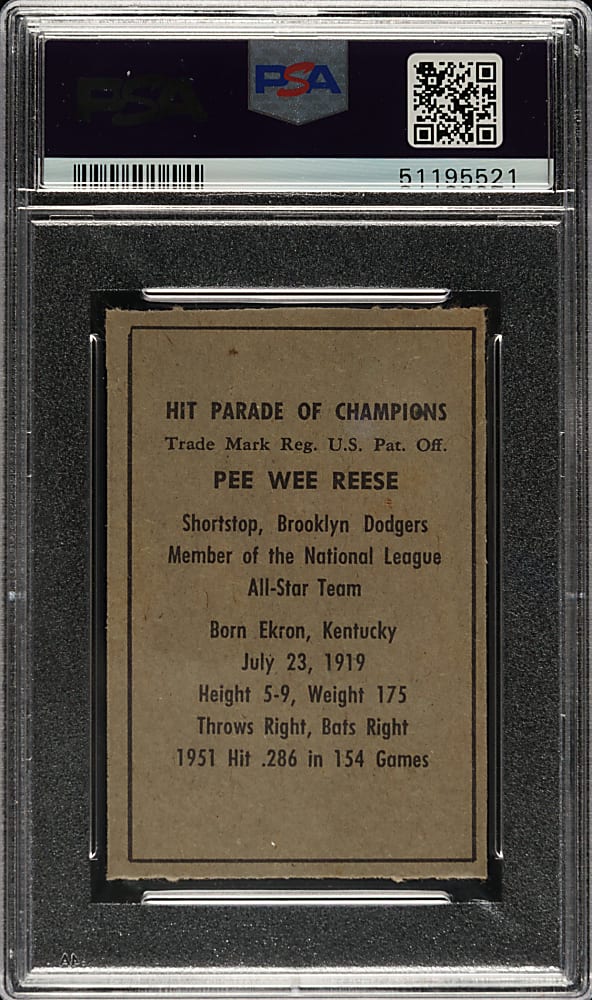 PSA
PSA
51195521
HIT PARADE OF CHAMPIONS
Trade Mark Reg. U.S. Pat. Off.
PEE WEE REESE
Shortstop, Brooklyn Dodgers
Member of the National League
All-Star Team
Born Ekron, Kentucky
July 23, 1919
Height 5-9, Weight 175
Throws Right, Bats Right
1951 Hit .286 in 154 Games